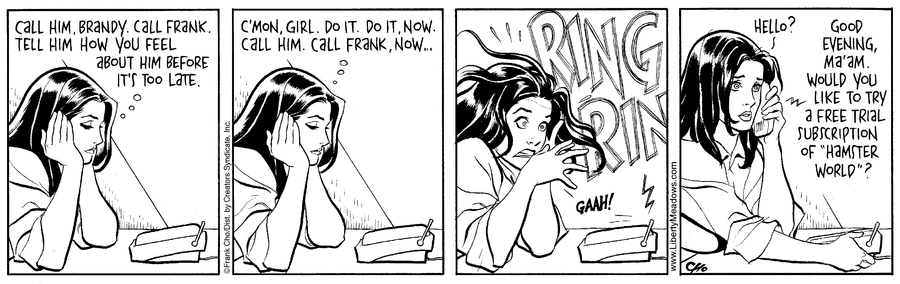 CALL HIM, BRANDY. CALL FRANK.
TELL HIM HOW YOU FEEL
ABOUT HIM BEFORE
IT'S TOO LATE.
C'MON, GIRL. DO IT. DO IT, NOW.
CALL HIM. CALL FRANK, NOW...
©Frank Cho/Dist. by Creators Syndicate, Inc.
RING
RIN
GAAH!
www.LibertyMeadows.com
HELLO?
GOOD
EVENING,
MA'AM.
WOULD YOU
LIKE TO TRY
A FREE TRIAL
SUBSCRIPTION
OF "HAMSTER
WORLD"?
CHO